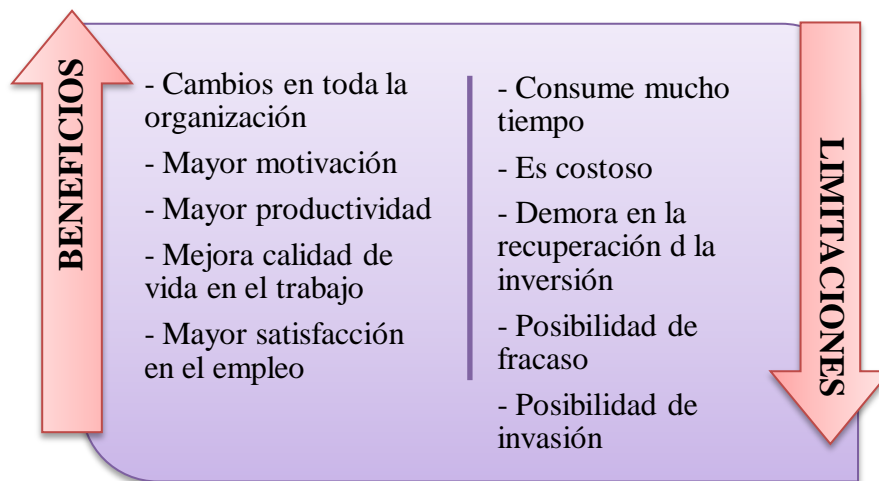 BENEFICIOS
- Cambios en toda la
organización
- Mayor motivación
- Mayor productividad
- Mejora calidad de
vida en el trabajo
- Mayor satisfacción
en el empleo
- Consume mucho
tiempo
- Es costoso
- Demora en la
recuperación d la
inversión
- Posibilidad de
fracaso
- Posibilidad de
invasión
LIMITACIONES